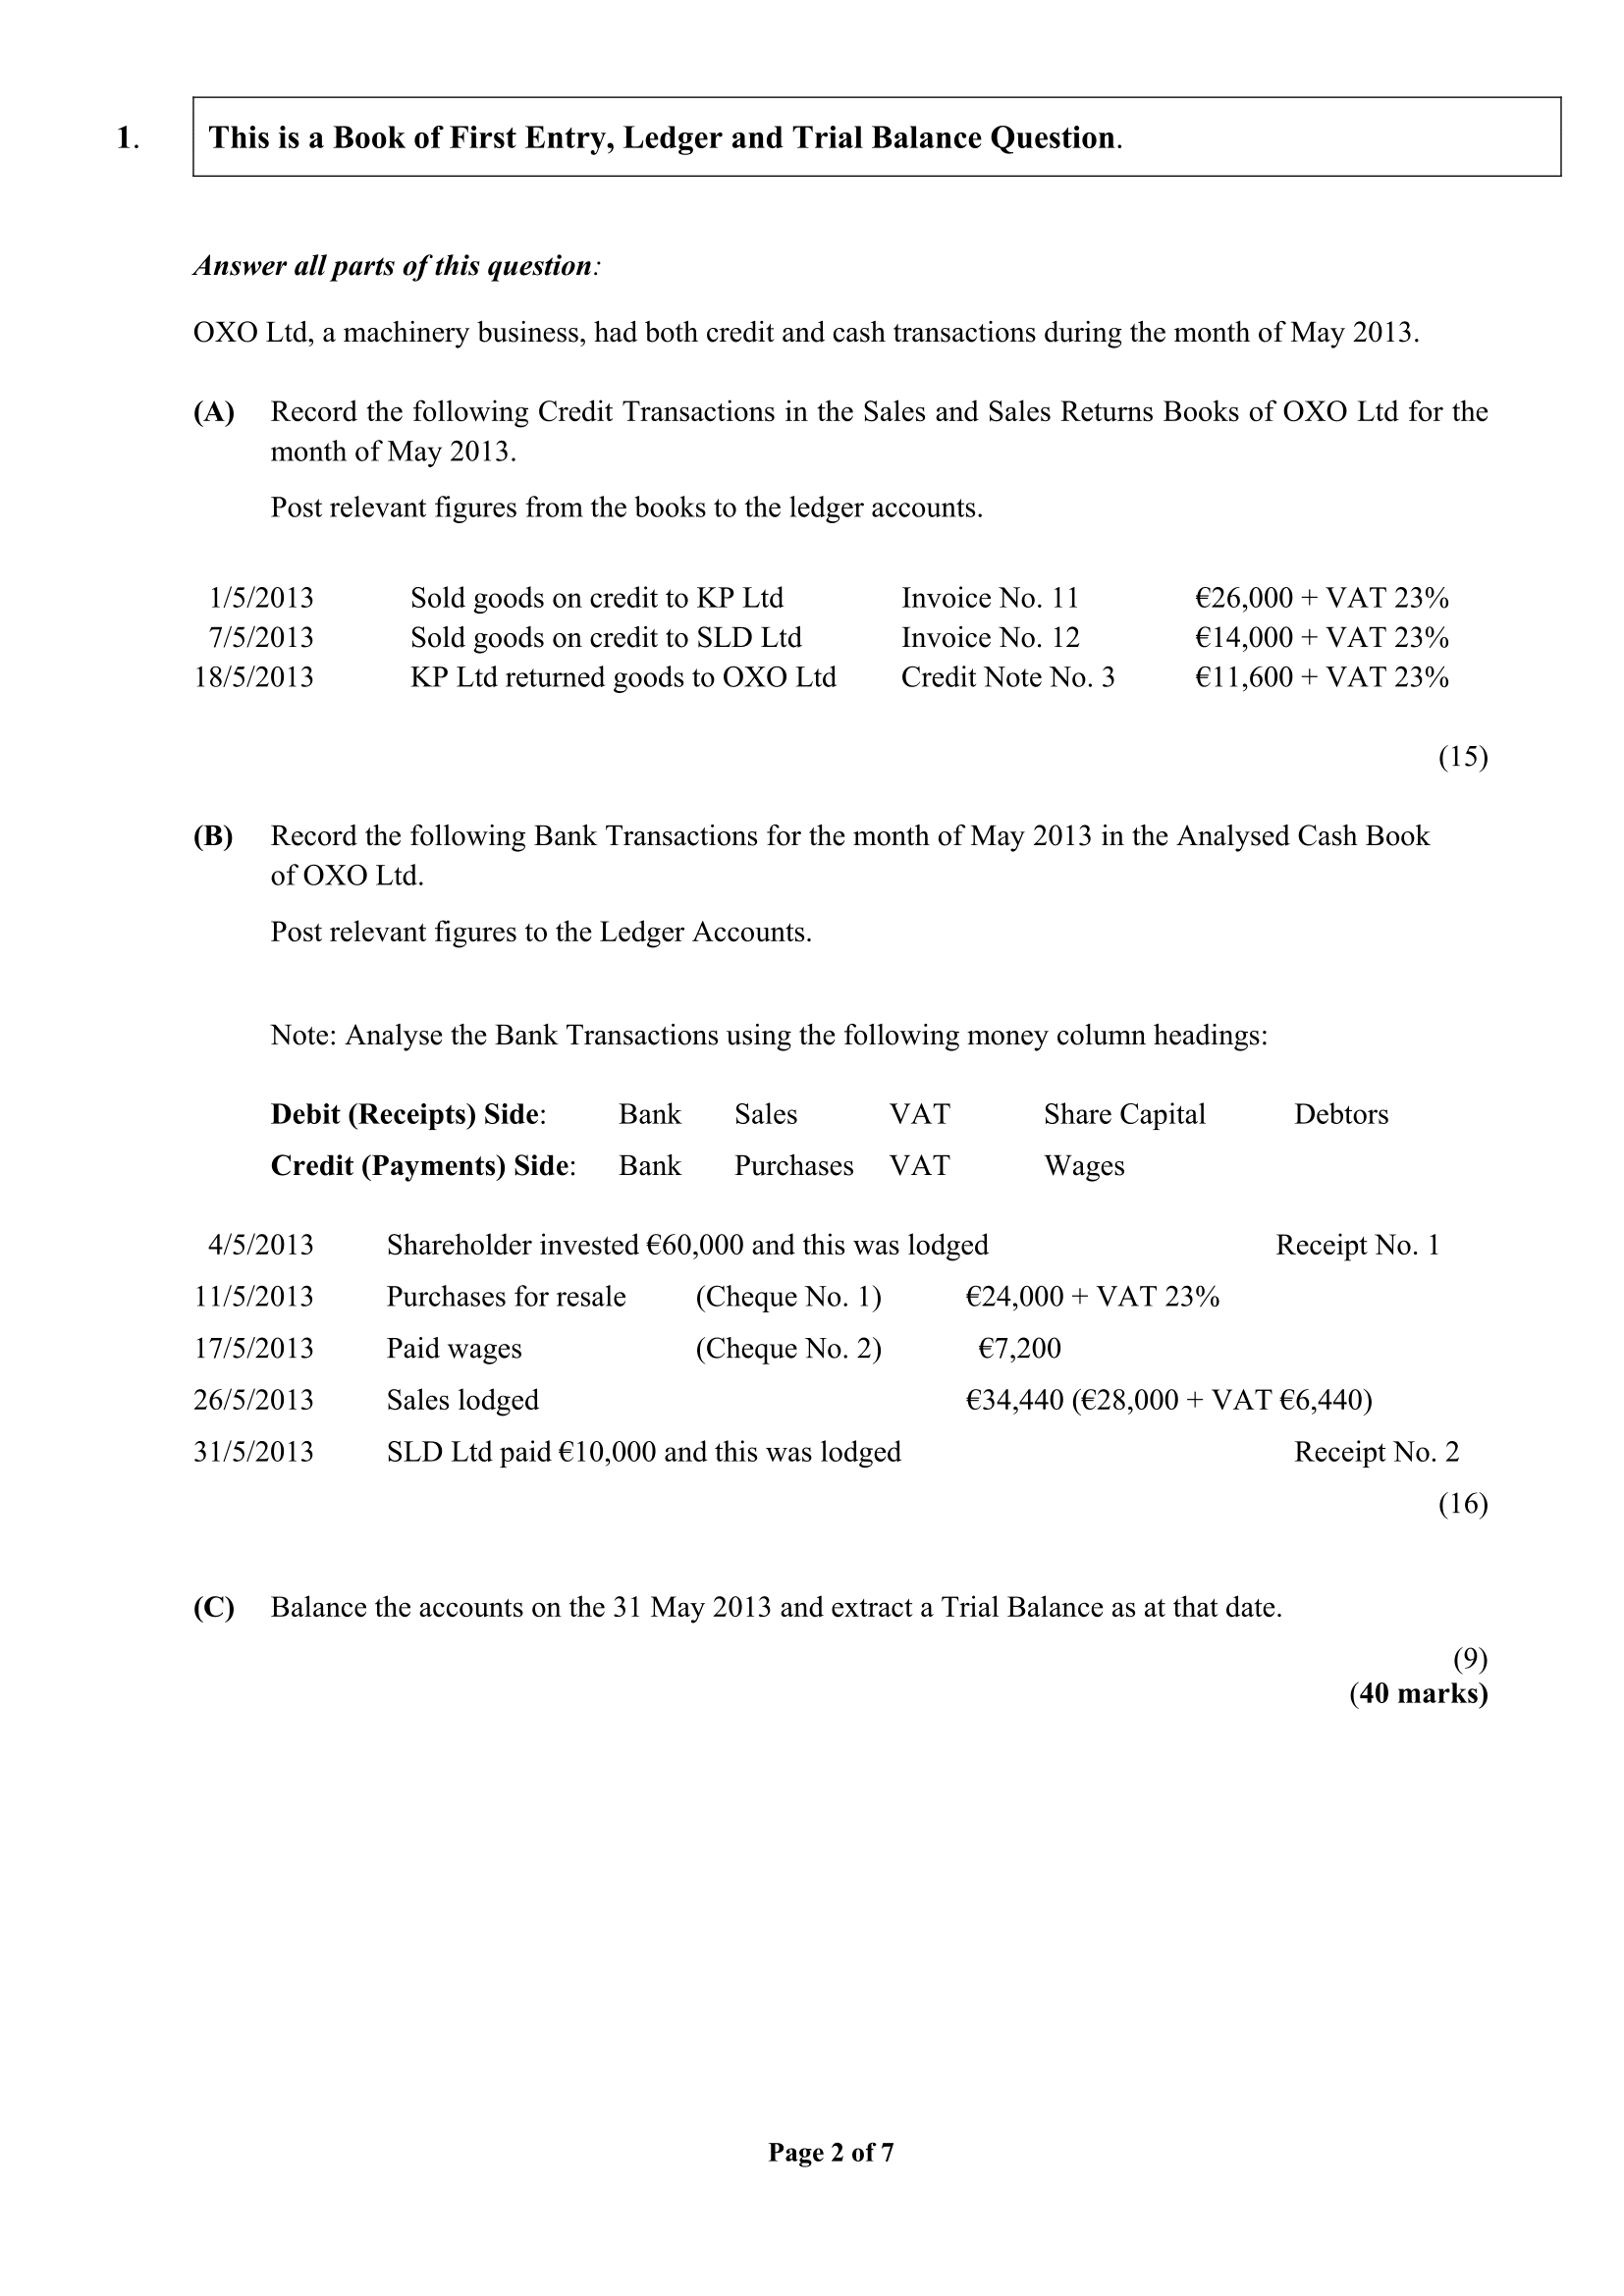 1. This is a Book of First Entry, Ledger and Trial Balance Question.
Answer all parts of this question:
OXO Ltd, a machinery business, had both credit and cash transactions during the month of May 2013.
(A) Record the following Credit Transactions in the Sales and Sales Returns Books of OXO Ltd for the
month of May 2013.
Post relevant figures from the books to the ledger accounts.
1/5/2013 Sold goods on credit to KP Ltd Invoice No. 11 €26,000 + VAT 23%
7/5/2013 Sold goods on credit to SLD Ltd Invoice No. 12 €14,000 + VAT 23%
18/5/2013 KP Ltd returned goods to OXO Ltd Credit Note No. 3 €11,600 + VAT 23%
(15)
(B) Record the following Bank Transactions for the month of May 2013 in the Analysed Cash Book
of OXO Ltd.
Post relevant figures to the Ledger Accounts.
Note: Analyse the Bank Transactions using the following money column headings:
Debit (Receipts) Side: Bank Sales VAT Share Capital Debtors
Credit (Payments) Side: Bank Purchases VAT Wages
4/5/2013 Shareholder invested €60,000 and this was lodged Receipt No. 1
11/5/2013 Purchases for resale (Cheque No. 1) €24,000 + VAT 23%
17/5/2013 Paid wages (Cheque No. 2) €7,200
26/5/2013 Sales lodged €34,440 (€28,000 + VAT €6,440)
31/5/2013 SLD Ltd paid €10,000 and this was lodged Receipt No. 2
(16)
(C) Balance the accounts on the 31 May 2013 and extract a Trial Balance as at that date.
(9)
(40 marks)
Page 2 of 7